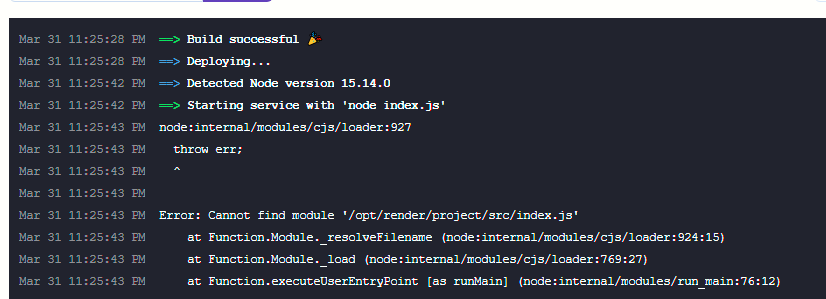 Mar 31 11:25:28 PM ==> Build successful 🎉
Mar 31 11:25:28 PM ==> Deploying...
Mar 31 11:25:42 PM ==> Detected Node version 15.14.0
Mar 31 11:25:42 PM ==> Starting service with 'node index.js'
Mar 31 11:25:43 PM node:internal/modules/cjs/loader:927
Mar 31 11:25:43 PM   throw err;
Mar 31 11:25:43 PM   ^
Mar 31 11:25:43 PM
Mar 31 11:25:43 PM Error: Cannot find module '/opt/render/project/src/index.js'
Mar 31 11:25:43 PM     at Function.Module._resolveFilename (node:internal/modules/cjs/loader:924:15)
Mar 31 11:25:43 PM     at Function.Module._load (node:internal/modules/cjs/loader:769:27)
Mar 31 11:25:43 PM     at Function.executeUserEntryPoint [as runMain] (node:internal/modules/run_main:76:12)